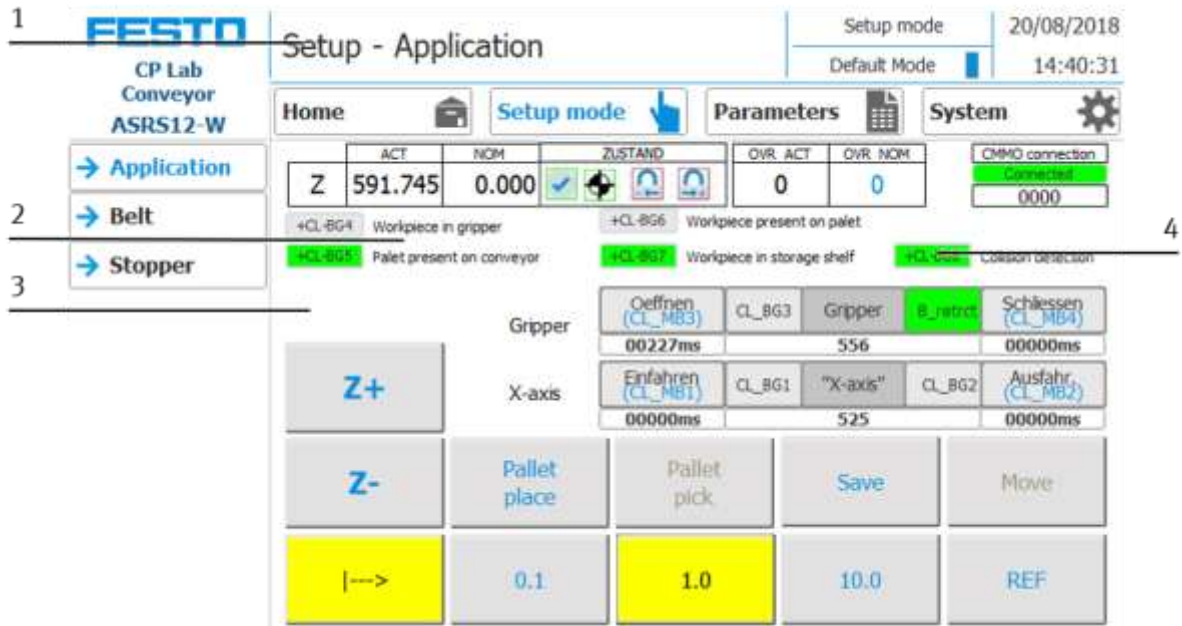 1
FESTO
CP Lab
Conveyor
ASRS12-W
Setup - Application
Setup mode
Default Mode
20/08/2018
14:40:31
Home
Setup mode
Parameters
System
Application
Belt
Stopper
2
3
4
ACT NOM ZUSTAND OVR ACT OVR NOM CMMO connection
Z 591.745 0.000 0 0 Connected
0000
+CL-BG4 Workpiece in gripper +CL-BG6 Workpiece present on palet
+CL-BG5 Palet present on conveyor +CL-BG7 Workpiece in storage shelf Colision detection
Gripper
Oeffnen (CL_MB3) CL_BG3 Gripper B_retrct Schliessen (CL_MB4)
00227ms 556 00000ms
X-axis
Einfahren (CL_MB1) CL_BG1 "X-axis" CL_BG2 Ausfahr. (CL_MB2)
00000ms 525 00000ms
Z+
Z-
Pallet place
Pallet pick
Save
Move
|--->
0.1
1.0
10.0
REF